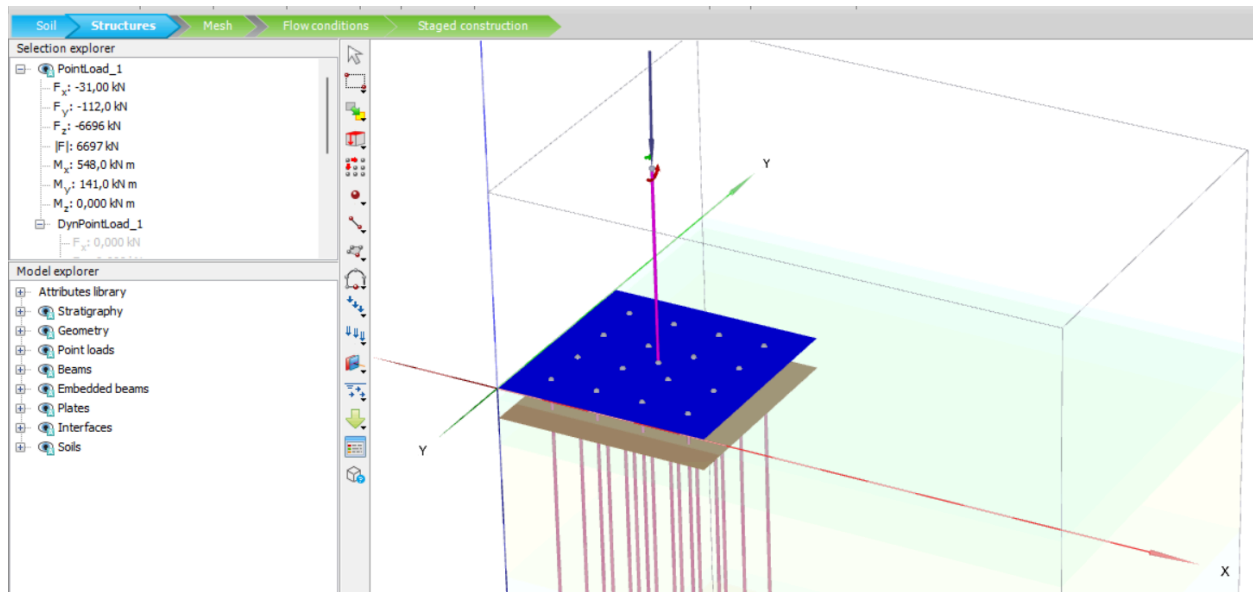 Soil Structures Mesh Flow conditions Staged construction
Selection explorer
PointLoad_1
Fx: -31,00 kN
Fy: -112,0 kN
Fz: -6696 kN
|F|: 6697 kN
Mx: 548,0 kN m
My: 141,0 kN m
Mz: 0,000 kN m
DynPointLoad_1
Fx: 0,000 kN
Model explorer
Attributes library
Stratigraphy
Geometry
Point loads
Beams
Embedded beams
Plates
Interfaces
Soils
Y
Y
X